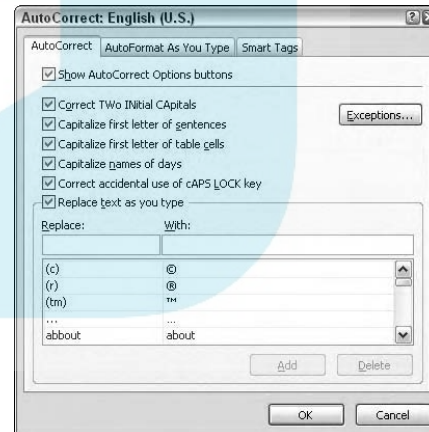 AutoCorrect: English (U.S.)
AutoCorrect AutoFormat As You Type Smart Tags
Show AutoCorrect Options buttons
Correct TWo INitial CApitals
Exceptions...
Capitalize first letter of sentences
Capitalize first letter of table cells
Capitalize names of days
Correct accidental use of cAPS LOCK key
Replace text as you type
Replace: With:
(c) ©
(r) ®
(tm) ™
... …
abbout about
Add Delete
OK Cancel